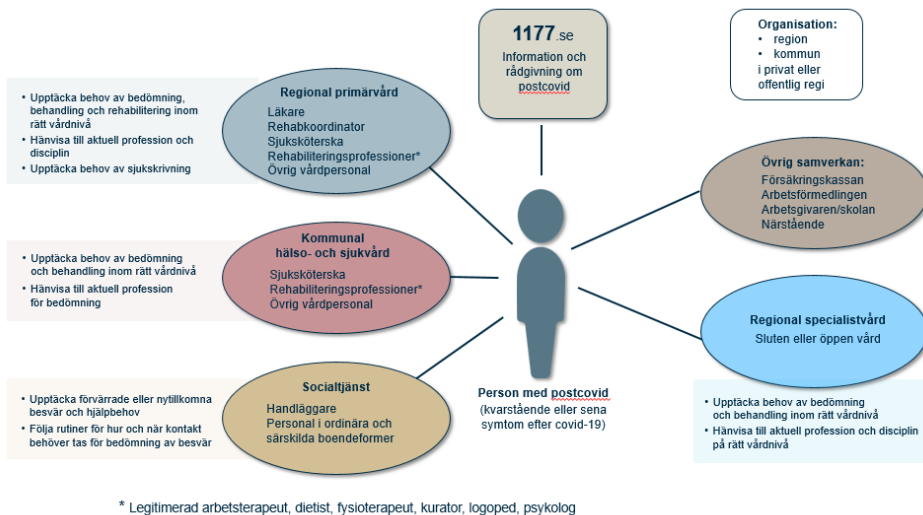 1177.se
Information och
rådgivning om
postcovid
Organisation:
• region
• kommun
i privat eller
offentlig regi
• Upptäcka behov av bedömning,
behandling och rehabilitering inom
rätt vårdnivå
• Hänvisa till aktuell profession och
disciplin
• Upptäcka behov av sjukskrivning
Regional primärvård
Läkare
Rehabkoordinator
Sjuksköterska
Rehabiliteringsprofessioner*
Övrig vårdpersonal
Övrig samverkan:
Försäkringskassan
Arbetsförmedlingen
Arbetsgivaren/skolan
Närstående
• Upptäcka behov av bedömning
och behandling inom rätt vårdnivå
• Hänvisa till aktuell profession
för bedömning
Kommunal
hälso- och sjukvård
Sjuksköterska
Rehabiliteringsprofessioner*
Övrig vårdpersonal
Regional specialistvård
Sluten eller öppen vård
• Upptäcka behov av bedömning
och behandling inom rätt vårdnivå
• Hänvisa till aktuell profession och disciplin
på rätt vårdnivå
• Upptäcka förvärrade eller nytillkomna
besvär och hjälpbehov
• Följa rutiner för hur och när kontakt
behöver tas för bedömning av besvär
Socialtjänst
Handläggare
Personal i ordinära och
särskilda boendeformer
Person med postcovid
(kvarstående eller sena
symtom efter covid-19)
* Legitimerad arbetsterapeut, dietist, fysioterapeut, kurator, logoped, psykolog